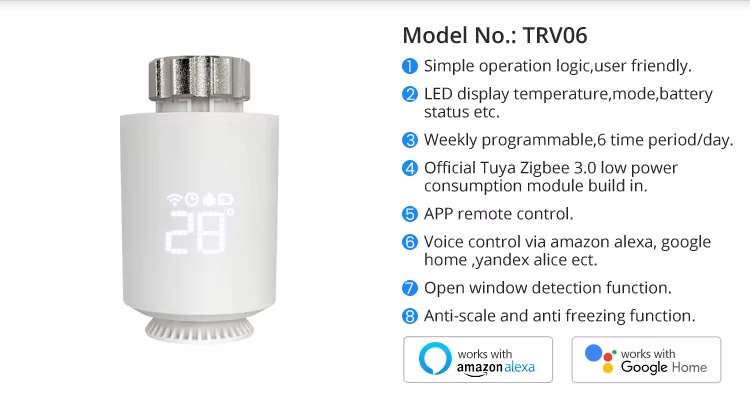 Model No.: TRV06
1 Simple operation logic,user friendly.
2 LED display temperature,mode,battery
status etc.
3 Weekly programmable,6 time period/day.
4 Official Tuya Zigbee 3.0 low power
consumption module build in.
5 APP remote control.
6 Voice control via amazon alexa, google
home ,yandex alice ect.
7 Open window detection function.
8 Anti-scale and anti freezing function.
28°
works with
amazon alexa
works with
Google Home